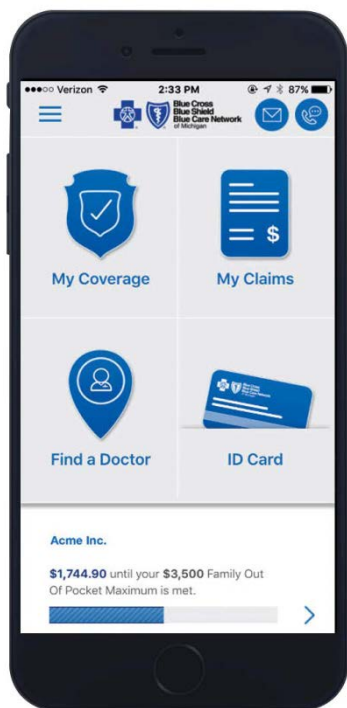 Verizon 2:33 PM 87%
Blue Cross
Blue Shield
Blue Care Network
of Michigan
My Coverage
My Claims
$
Find a Doctor
ID Card
Acme Inc.
$1,744.90 until your $3,500 Family Out
Of Pocket Maximum is met.